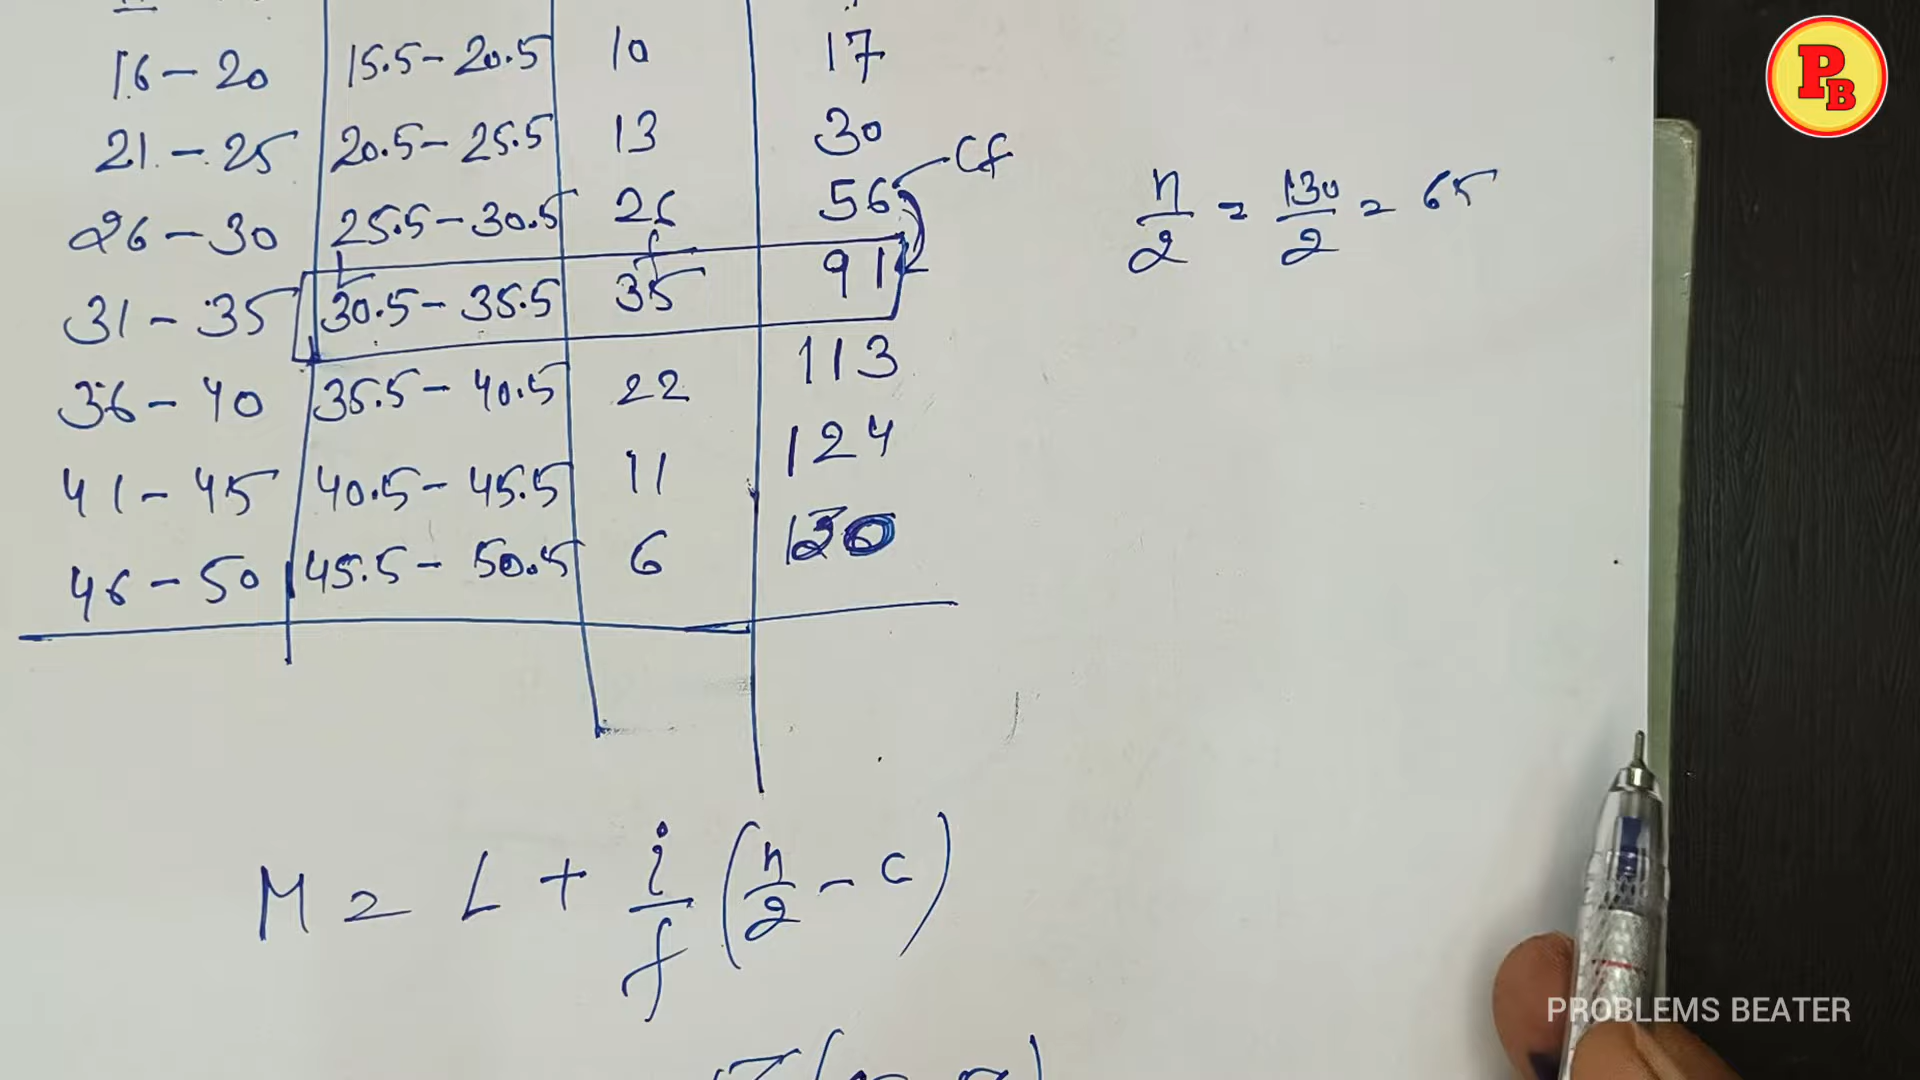 PB
16 - 20 15.5 - 20.5 10 17
21 - 25 20.5 - 25.5 13 30
Cf
26 - 30 25.5 - 30.5 26 56
n/2 = 130/2 = 65
L f
31 - 35 30.5 - 35.5 35 91
36 - 40 35.5 - 40.5 22 113
41 - 45 40.5 - 45.5 11 124
46 - 50 45.5 - 50.5 6 130
M = L + i/f (n/2 - c)
PROBLEMS BEATER